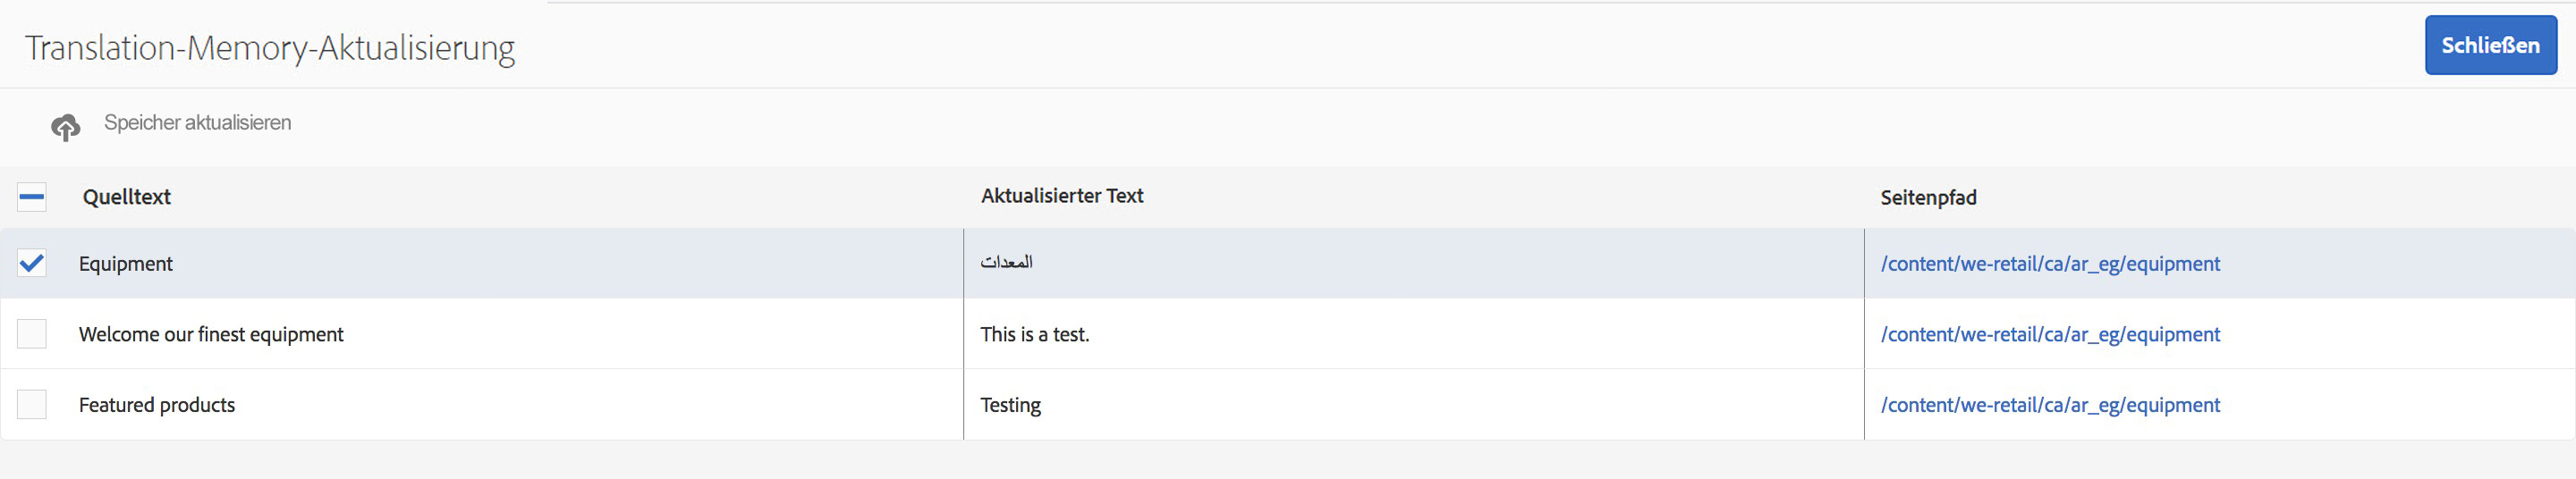 Translation-Memory-Aktualisierung
Schließen
Speicher aktualisieren
Quelltext Aktualisierter Text Seitenpfad
Equipment المعدات /content/we-retail/ca/ar_eg/equipment
Welcome our finest equipment This is a test. /content/we-retail/ca/ar_eg/equipment
Featured products Testing /content/we-retail/ca/ar_eg/equipment